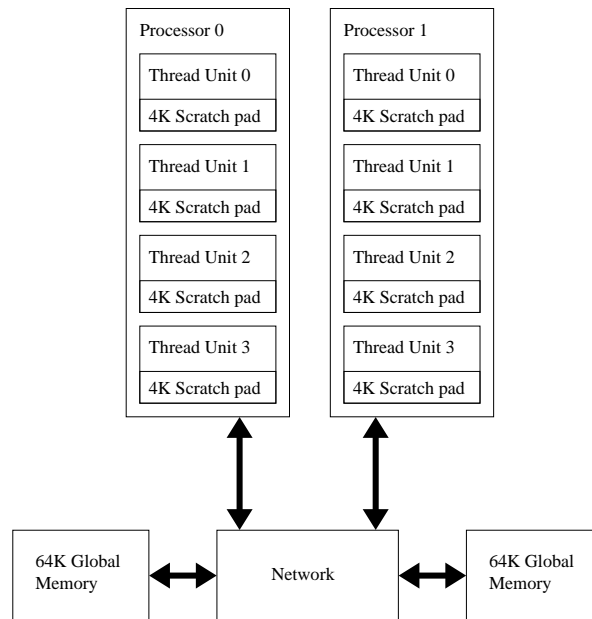 Processor 0
Thread Unit 0
4K Scratch pad
Thread Unit 1
4K Scratch pad
Thread Unit 2
4K Scratch pad
Thread Unit 3
4K Scratch pad
Processor 1
Thread Unit 0
4K Scratch pad
Thread Unit 1
4K Scratch pad
Thread Unit 2
4K Scratch pad
Thread Unit 3
4K Scratch pad
64K Global
Memory
Network
64K Global
Memory